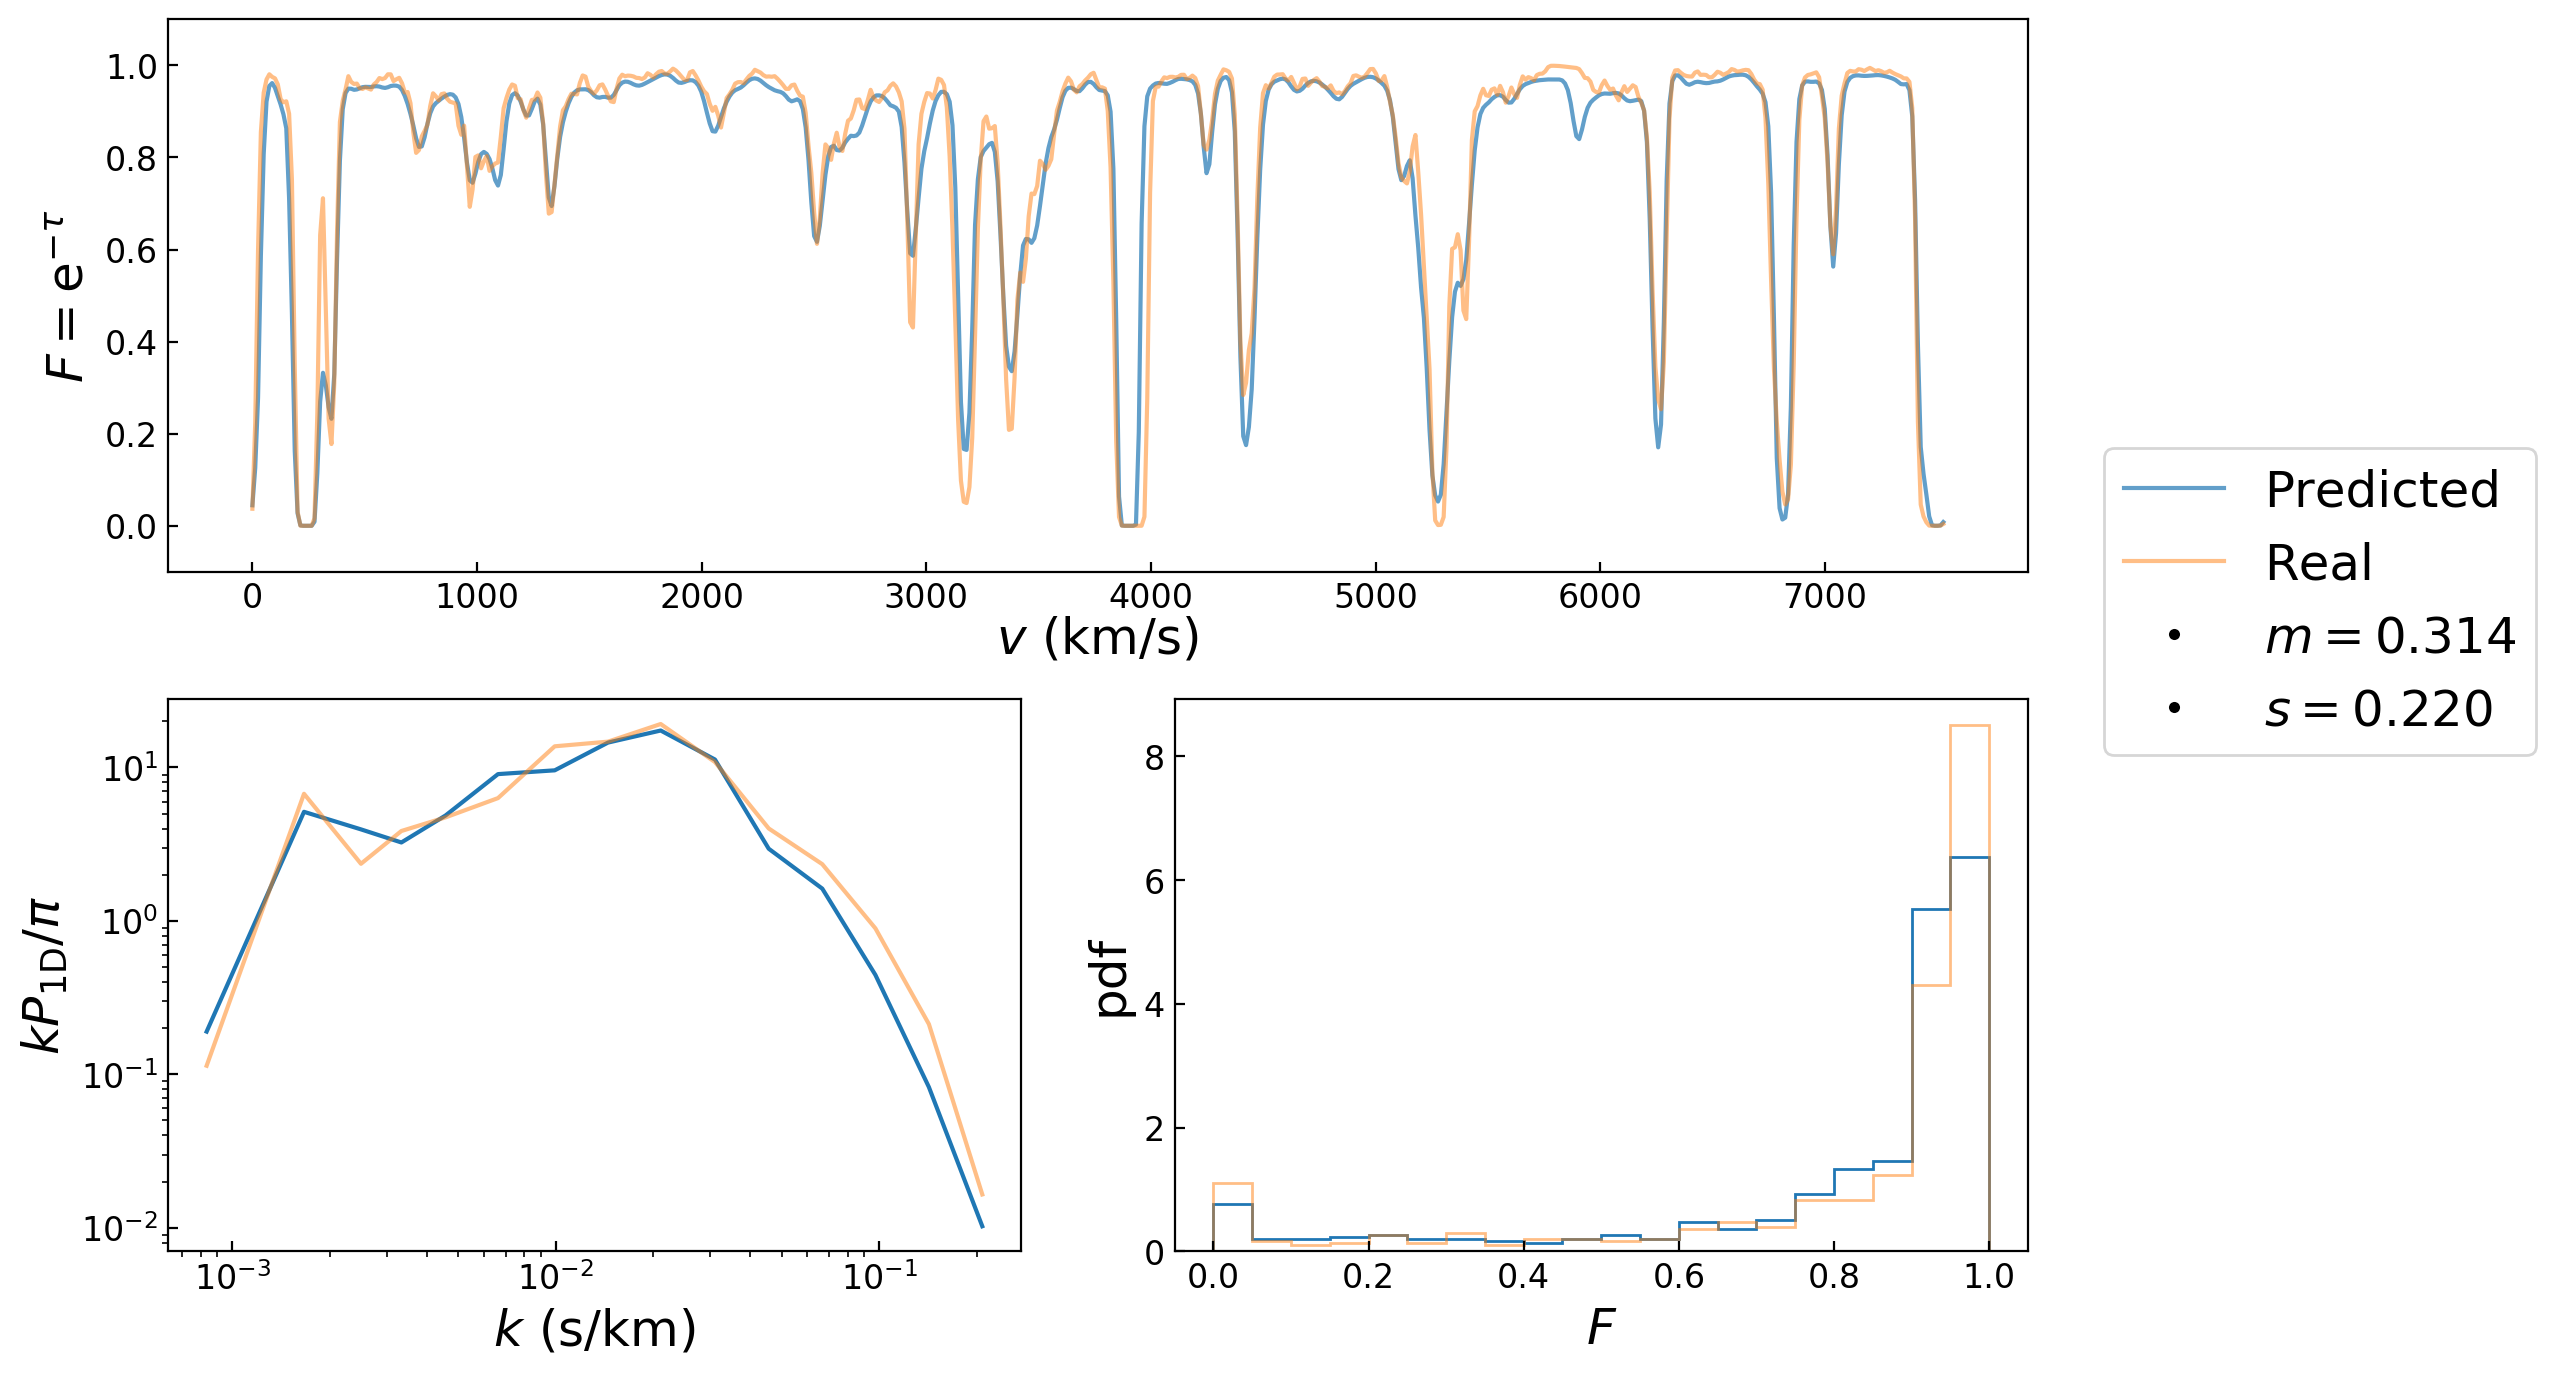 1.0
0.8
0.6
0.4
0.2
0.0
F = e^{−τ}
0 1000 2000 3000 4000 5000 6000 7000
v (km/s)
Predicted
Real
m = 0.314
s = 0.220
10^1
10^0
10^{−1}
10^{−2}
kP_{1D}/π
10^{−3} 10^{−2} 10^{−1}
k (s/km)
8
6
4
2
0
pdf
0.0 0.2 0.4 0.6 0.8 1.0
F